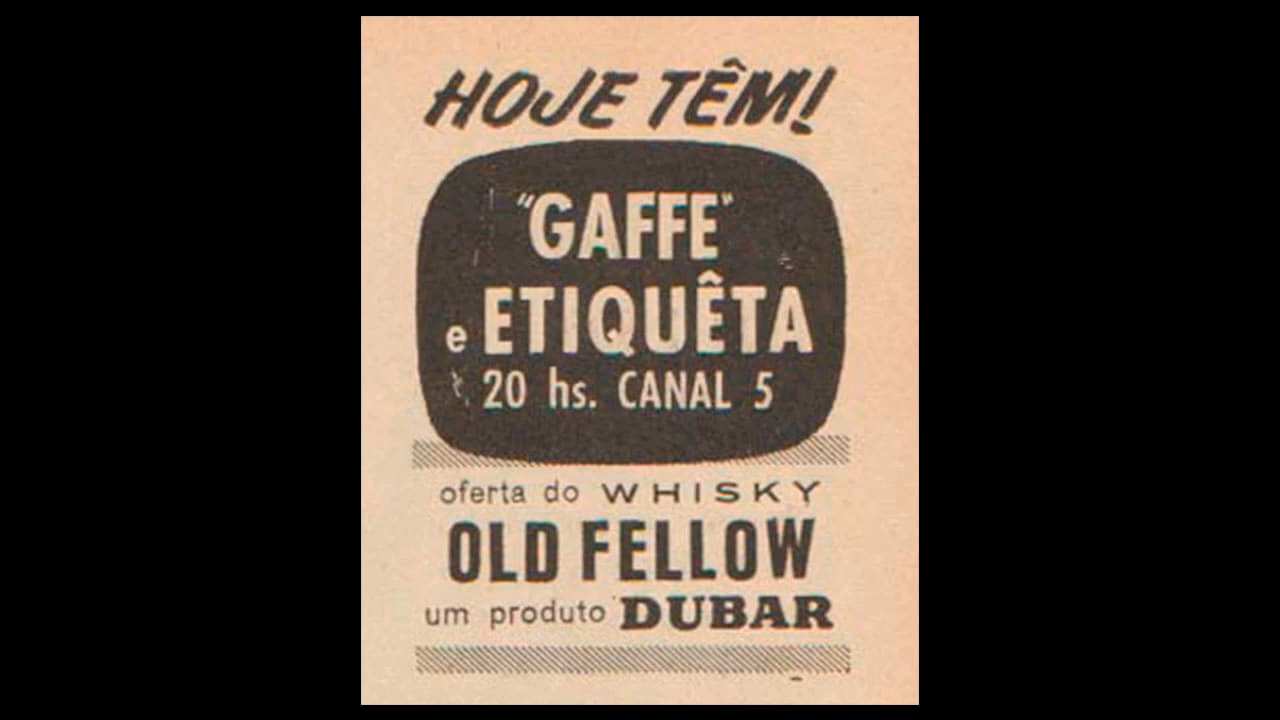 HOJE TÊM!
"GAFFE"
e ETIQUÊTA
20 hs. CANAL 5
oferta do WHISKY
OLD FELLOW
um produto DUBAR